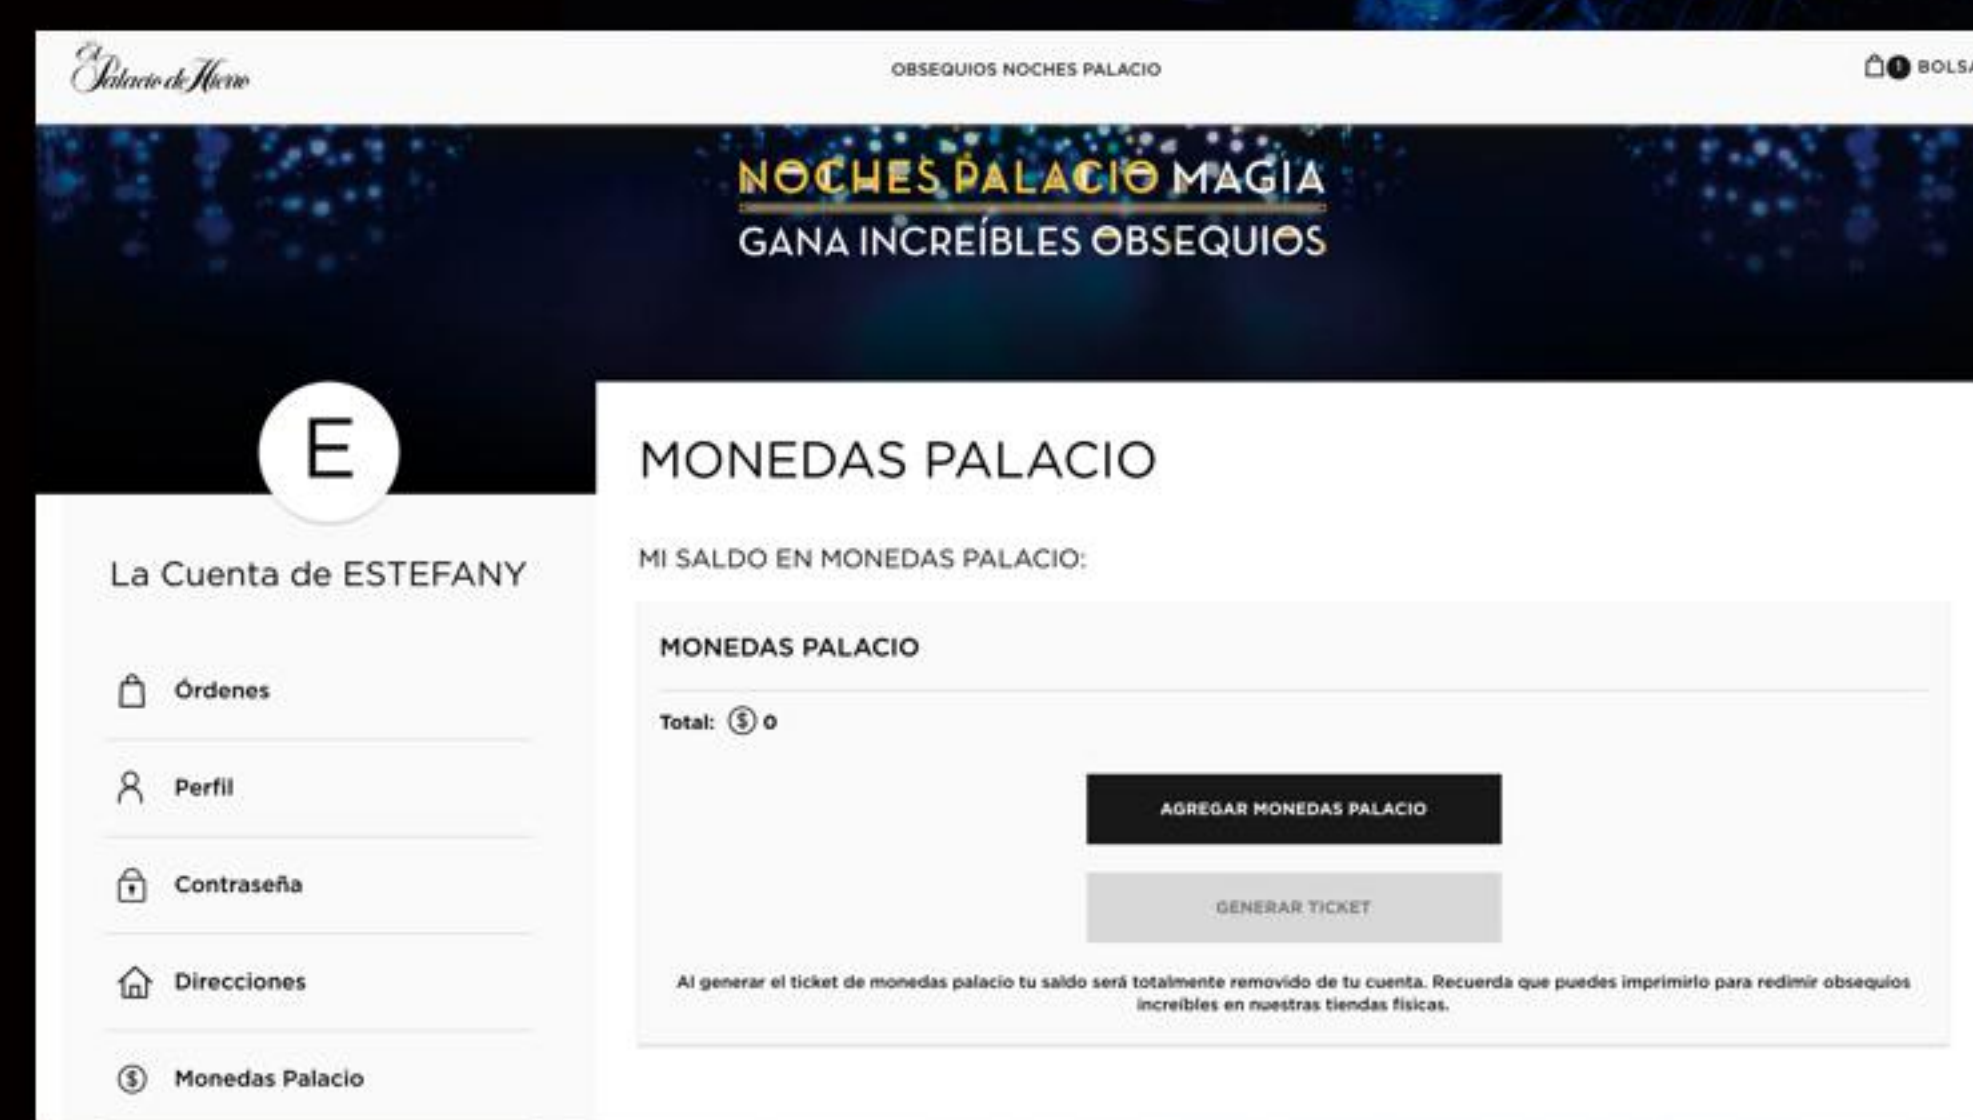 El Palacio de Hierro
OBSEQUIOS NOCHES PALACIO
1 BOLSA
NOCHES PALACIO MAGIA
GANA INCREÍBLES OBSEQUIOS
E
La Cuenta de ESTEFANY
Órdenes
Perfil
Contraseña
Direcciones
Monedas Palacio
MONEDAS PALACIO
MI SALDO EN MONEDAS PALACIO:
MONEDAS PALACIO
Total: $ 0
AGREGAR MONEDAS PALACIO
GENERAR TICKET
Al generar el ticket de monedas palacio tu saldo será totalmente removido de tu cuenta. Recuerda que puedes imprimirlo para redimir obsequios
increíbles en nuestras tiendas físicas.